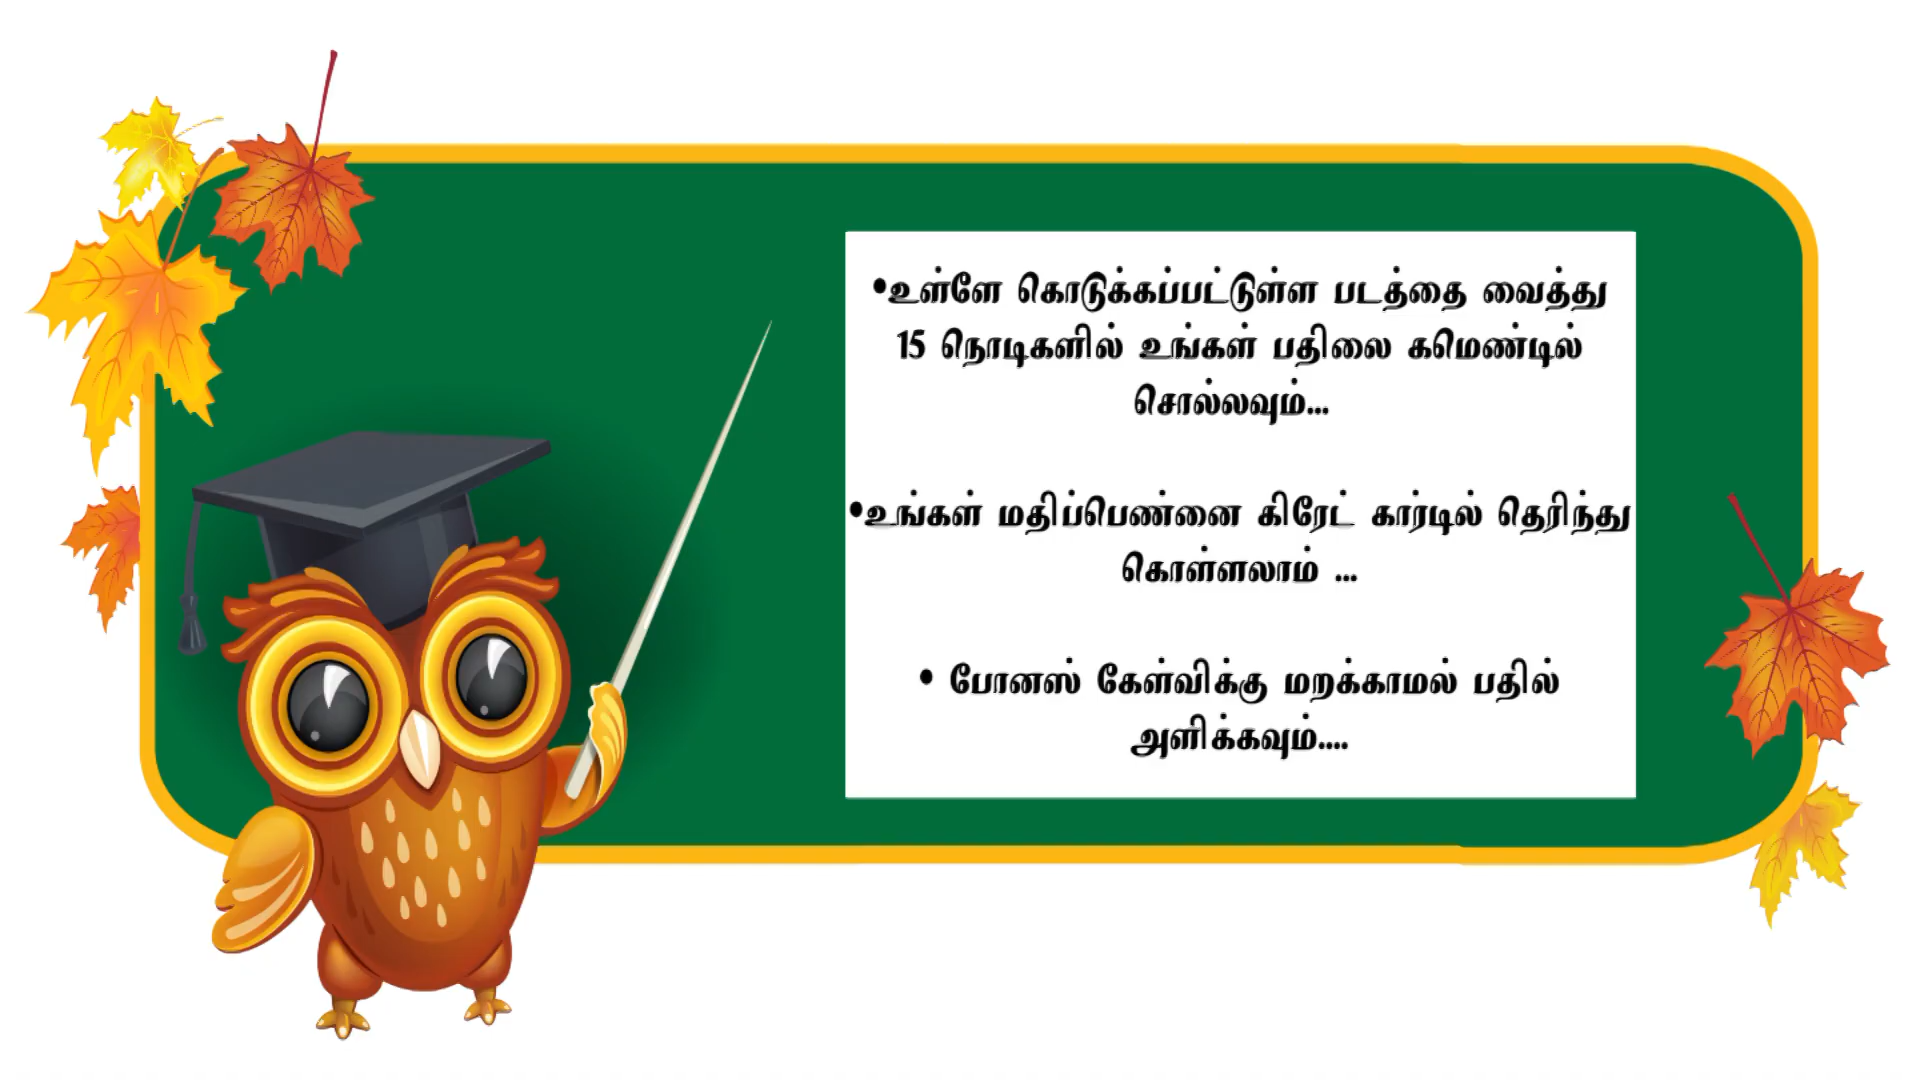 •உள்ளே கொடுக்கப்பட்டுள்ள படத்தை வைத்து
15 நொடிகளில் உங்கள் பதிலை கமெண்டில்
சொல்லவும்...
•உங்கள் மதிப்பெண்னை கிரேட் கார்டில் தெரிந்து
கொள்ளலாம் ...
• போனஸ் கேள்விக்கு மறக்காமல் பதில்
அளிக்கவும்....